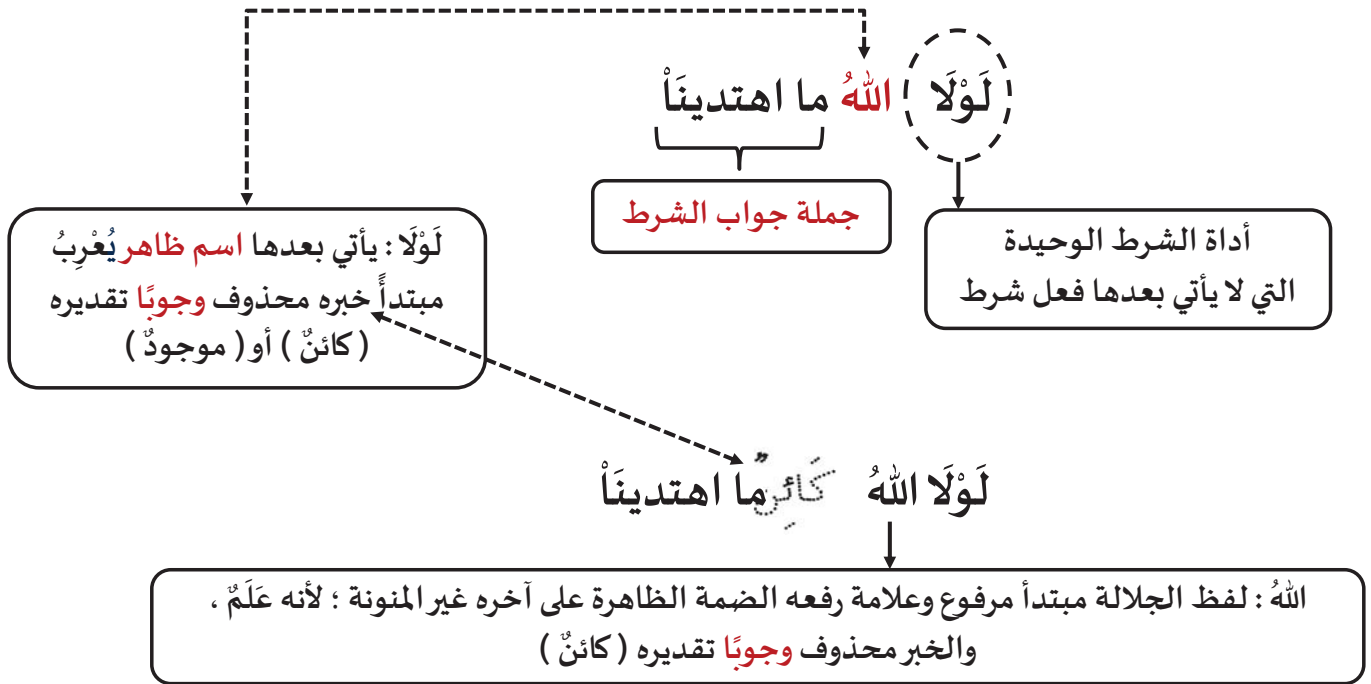 لَوْلَا اللهُ ما اهتدينَاْ
جملة جواب الشرط
أداة الشرط الوحيدة
التي لا يأتي بعدها فعل شرط
لَوْلَا : يأتي بعدها اسم ظاهر يُعْرِبُ
مبتدأً خبره محذوف وجوبًا تقديره
( كائنٌ ) أو ( موجودٌ )
لَوْلَا اللهُ كَائِنٌ ما اهتدينَاْ
اللهُ : لفظ الجلالة مبتدأ مرفوع وعلامة رفعه الضمة الظاهرة على آخره غير المنونة ؛ لأنه عَلَمٌ ،
والخبر محذوف وجوبًا تقديره ( كائنٌ )